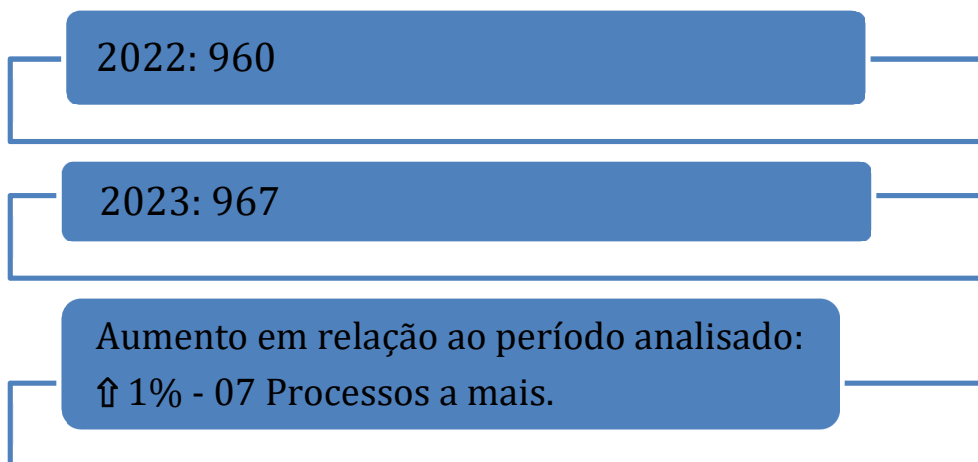 2022: 960
2023: 967
Aumento em relação ao período analisado:
⇧ 1% - 07 Processos a mais.